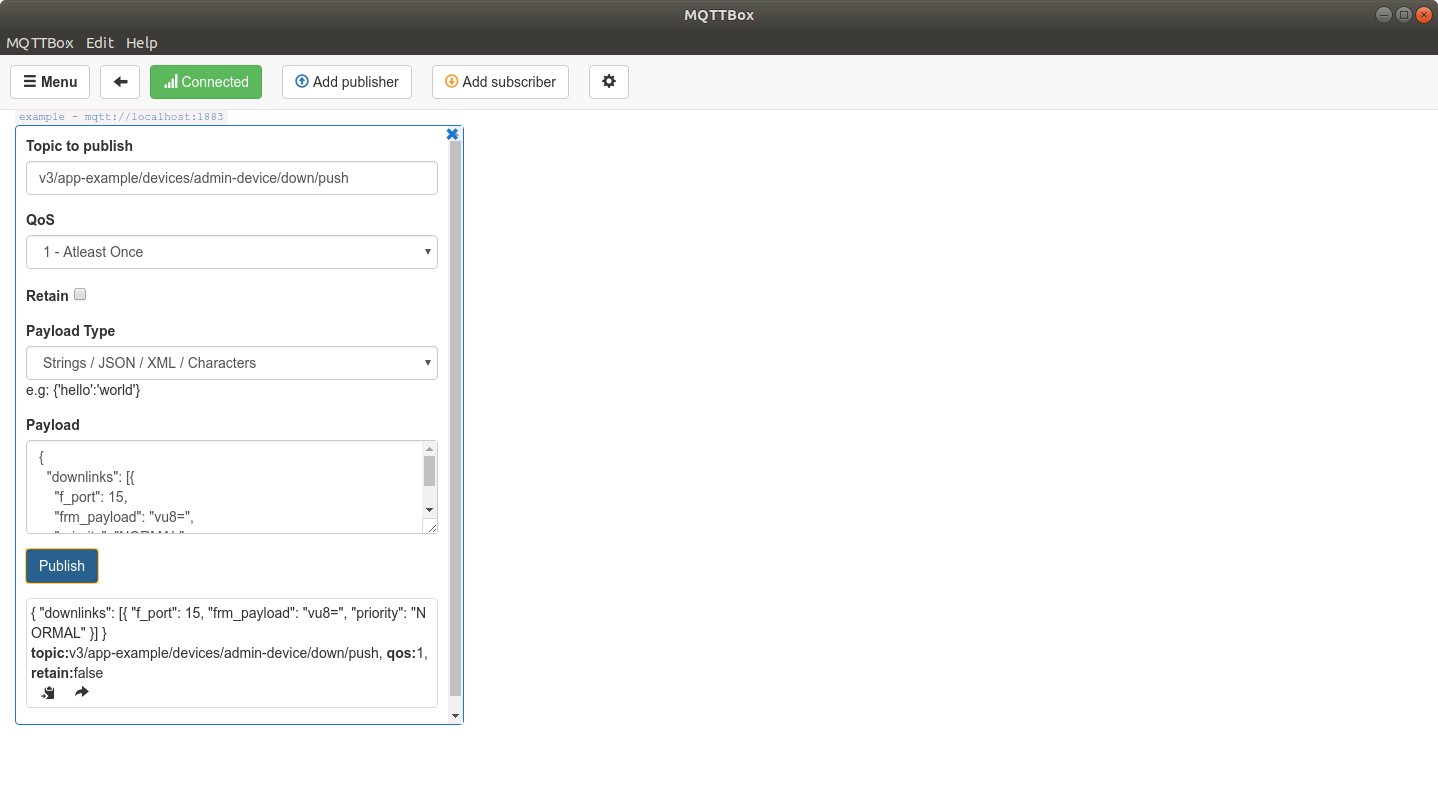 MQTTBox
MQTTBox Edit Help
Menu Connected Add publisher Add subscriber
example - mqtt://localhost:1883
Topic to publish
v3/app-example/devices/admin-device/down/push
QoS
1 - Atleast Once
Retain
Payload Type
Strings / JSON / XML / Characters
e.g: {'hello':'world'}
Payload
{
"downlinks": [{
"f_port": 15,
"frm_payload": "vu8=",
"priority": "NORMAL"
Publish
{ "downlinks": [{ "f_port": 15, "frm_payload": "vu8=", "priority": "N
ORMAL" }] }
topic:v3/app-example/devices/admin-device/down/push, qos:1,
retain:false